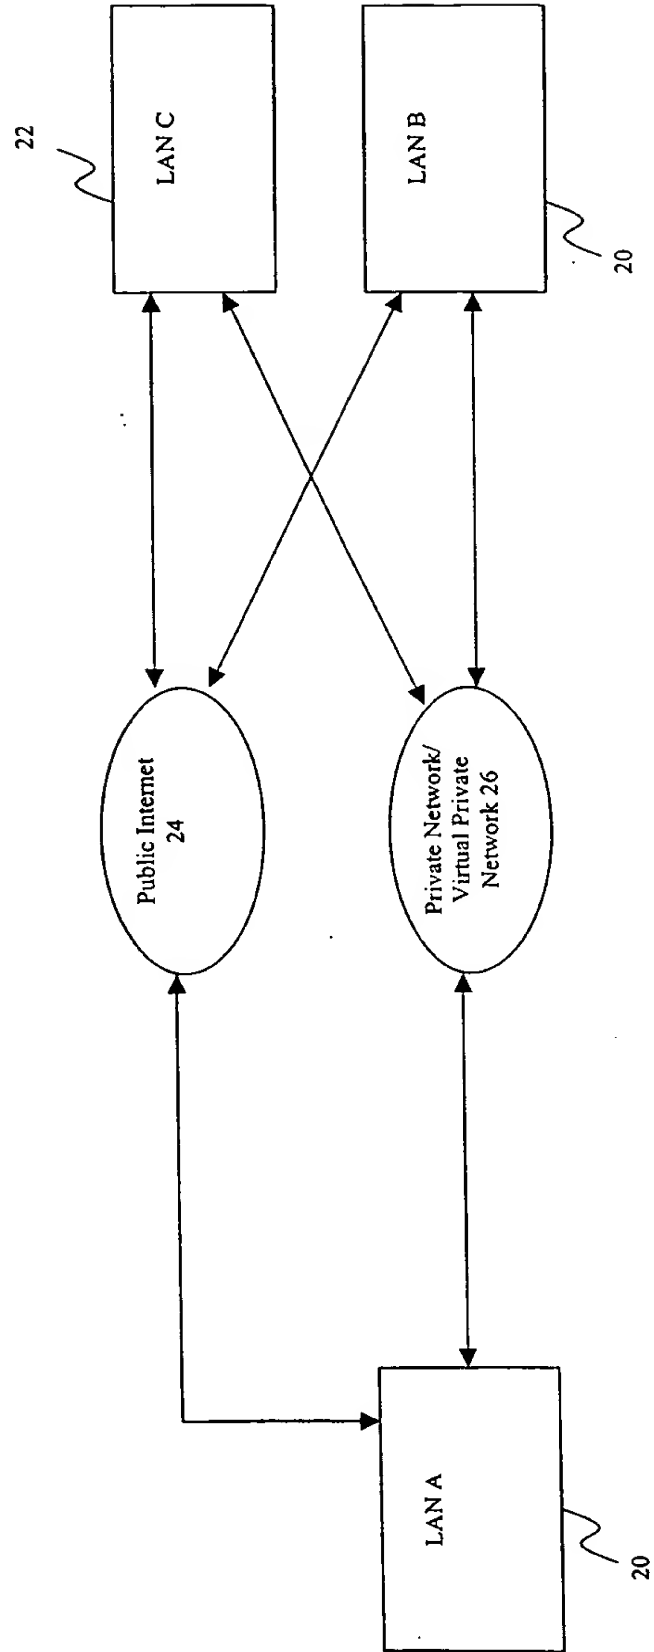 22
LAN C
LAN B
20
Public Internet
24
Private Network/
Virtual Private
Network 26
LAN A
20